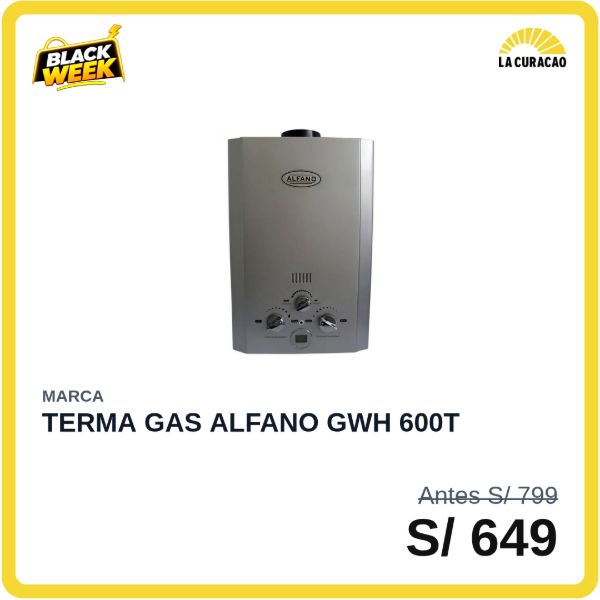 BLACK
WEEK
LA CURACAO
ALFANO
MARCA
TERMA GAS ALFANO GWH 600T
Antes S/ 799
S/ 649